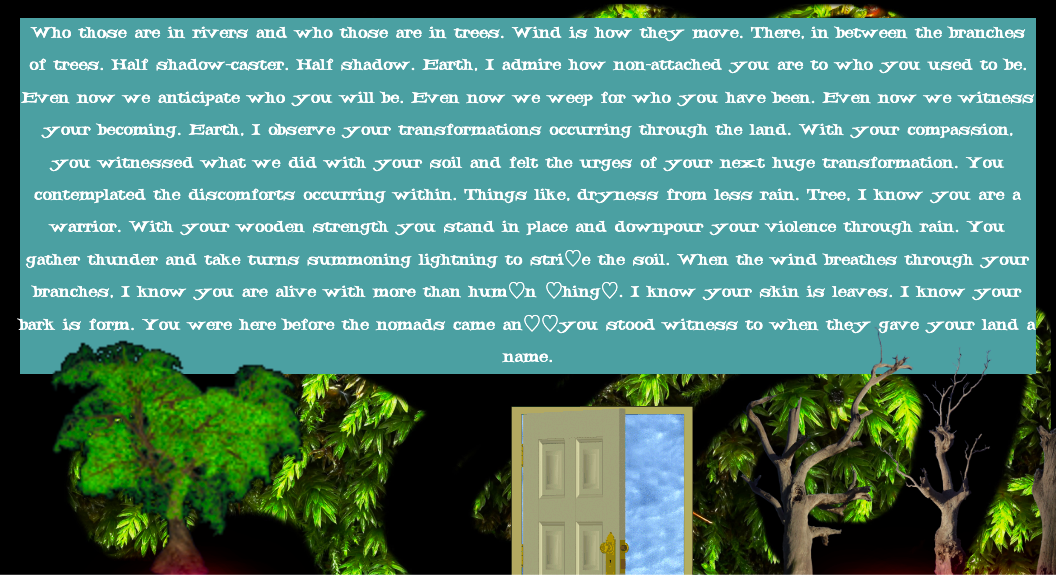 Who those are in rivers and who those are in trees. Wind is how they move. There, in between the branches
of trees. Half shadow-caster. Half shadow. Earth, I admire how non-attached you are to who you used to be.
Even now we anticipate who you will be. Even now we weep for who you have been. Even now we witness
your becoming. Earth, I observe your transformations occurring through the land. With your compassion,
you witnessed what we did with your soil and felt the urges of your next huge transformation. You
contemplated the discomforts occurring within. Things like, dryness from less rain. Tree, I know you are a
warrior. With your wooden strength you stand in place and downpour your violence through rain. You
gather thunder and take turns summoning lightning to stri♡e the soil. When the wind breathes through your
branches, I know you are alive with more than hum♡n ♡hing♡. I know your skin is leaves. I know your
bark is form. You were here before the nomads came an♡♡you stood witness to when they gave your land a
name.